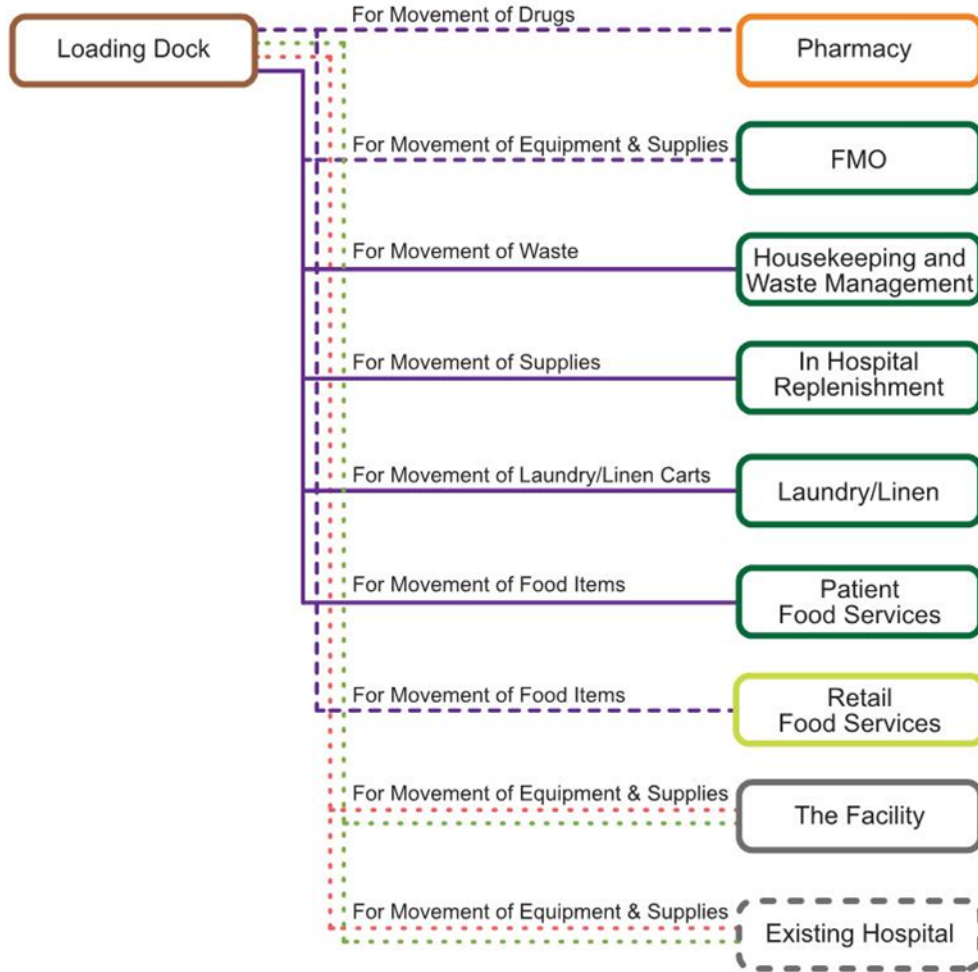 For Movement of Drugs
Loading Dock
Pharmacy
For Movement of Equipment & Supplies
FMO
For Movement of Waste
Housekeeping and
Waste Management
For Movement of Supplies
In Hospital
Replenishment
For Movement of Laundry/Linen Carts
Laundry/Linen
For Movement of Food Items
Patient
Food Services
For Movement of Food Items
Retail
Food Services
For Movement of Equipment & Supplies
The Facility
For Movement of Equipment & Supplies
Existing Hospital